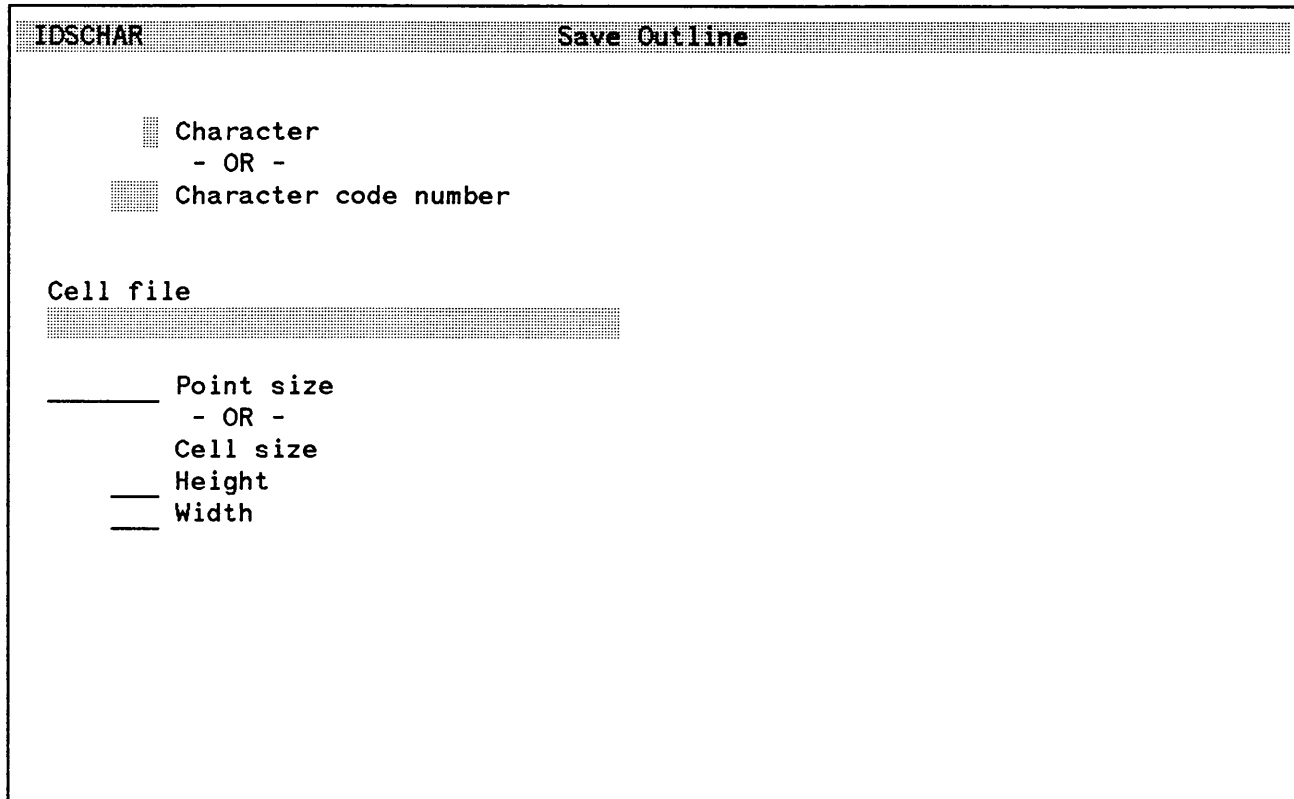 IDSCHAR Save Outline
Character
- OR -
Character code number
Cell file
Point size
- OR -
Cell size
Height
Width